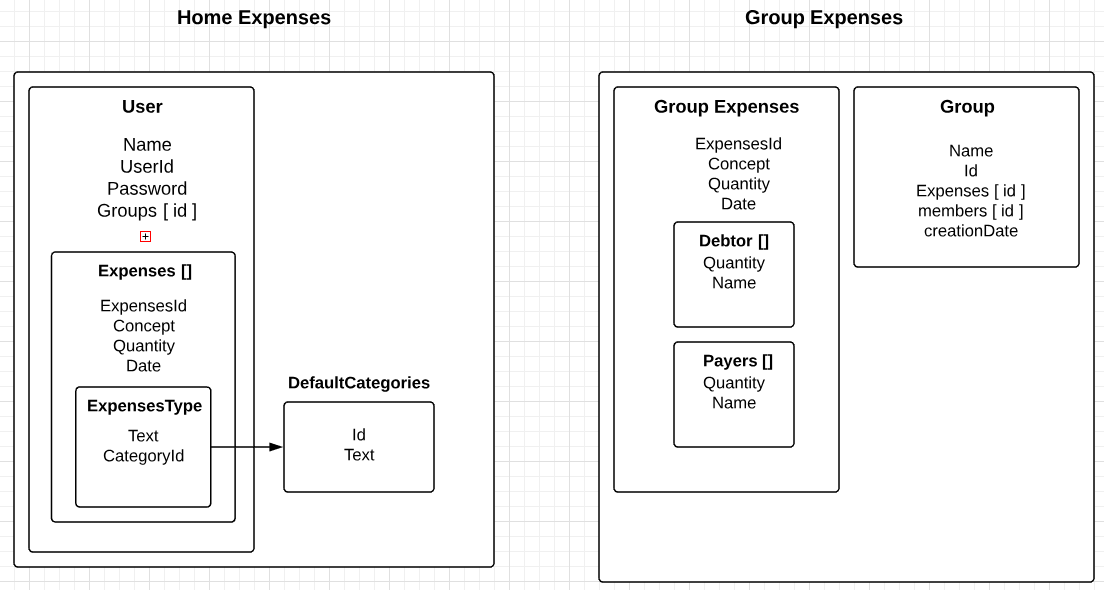 Home Expenses
User
Name
UserId
Password
Groups [ id ]
Expenses []
ExpensesId
Concept
Quantity
Date
ExpensesType
Text
CategoryId
DefaultCategories
Id
Text
Group Expenses
Group Expenses
ExpensesId
Concept
Quantity
Date
Debtor []
Quantity
Name
Payers []
Quantity
Name
Group
Name
Id
Expenses [ id ]
members [ id ]
creationDate